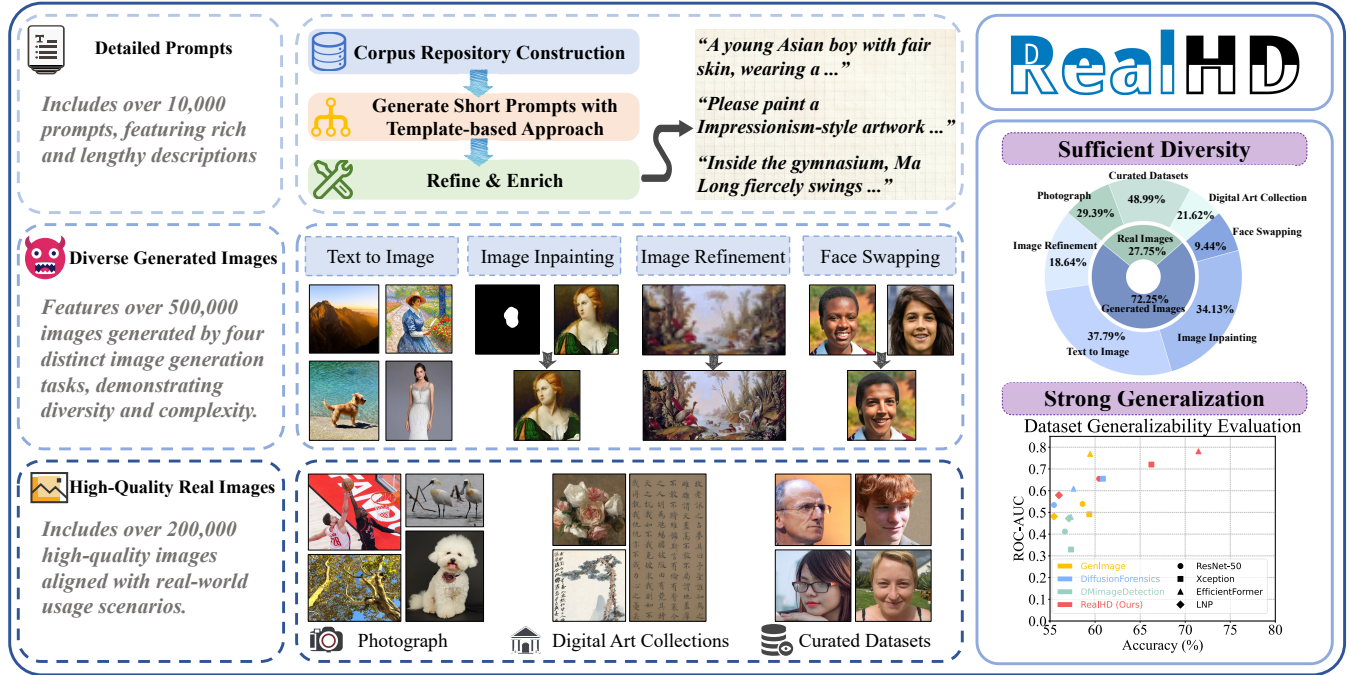 Detailed Prompts
Includes over 10,000
prompts, featuring rich
and lengthy descriptions
Corpus Repository Construction
Generate Short Prompts with
Template-based Approach
Refine & Enrich
“A young Asian boy with fair
skin, wearing a ...”
“Please paint a
Impressionism-style artwork ...”
“Inside the gymnasium, Ma
Long fiercely swings ...”
Diverse Generated Images
Features over 500,000
images generated by four
distinct image generation
tasks, demonstrating
diversity and complexity.
Text to Image
Image Inpainting
Image Refinement
Face Swapping
High-Quality Real Images
Includes over 200,000
high-quality images
aligned with real-world
usage scenarios.
Photograph
Digital Art Collections
Curated Datasets
RealHD
Sufficient Diversity
Curated Datasets
48.99%
Photograph
29.39%
Digital Art Collection
21.62%
Face Swapping
9.44%
Image Refinement
18.64%
Real Images
27.75%
72.25%
Generated Images
34.13%
Image Inpainting
37.79%
Text to Image
Strong Generalization
Dataset Generalizability Evaluation
ROC-AUC
0.8
0.7
0.6
0.5
0.4
0.3
0.2
0.1
0.0
GenImage
DiffusionForensics
DMimageDetection
RealHD (Ours)
ResNet-50
Xception
EfficientFormer
LNP
55 60 65 70 75 80
Accuracy (%)